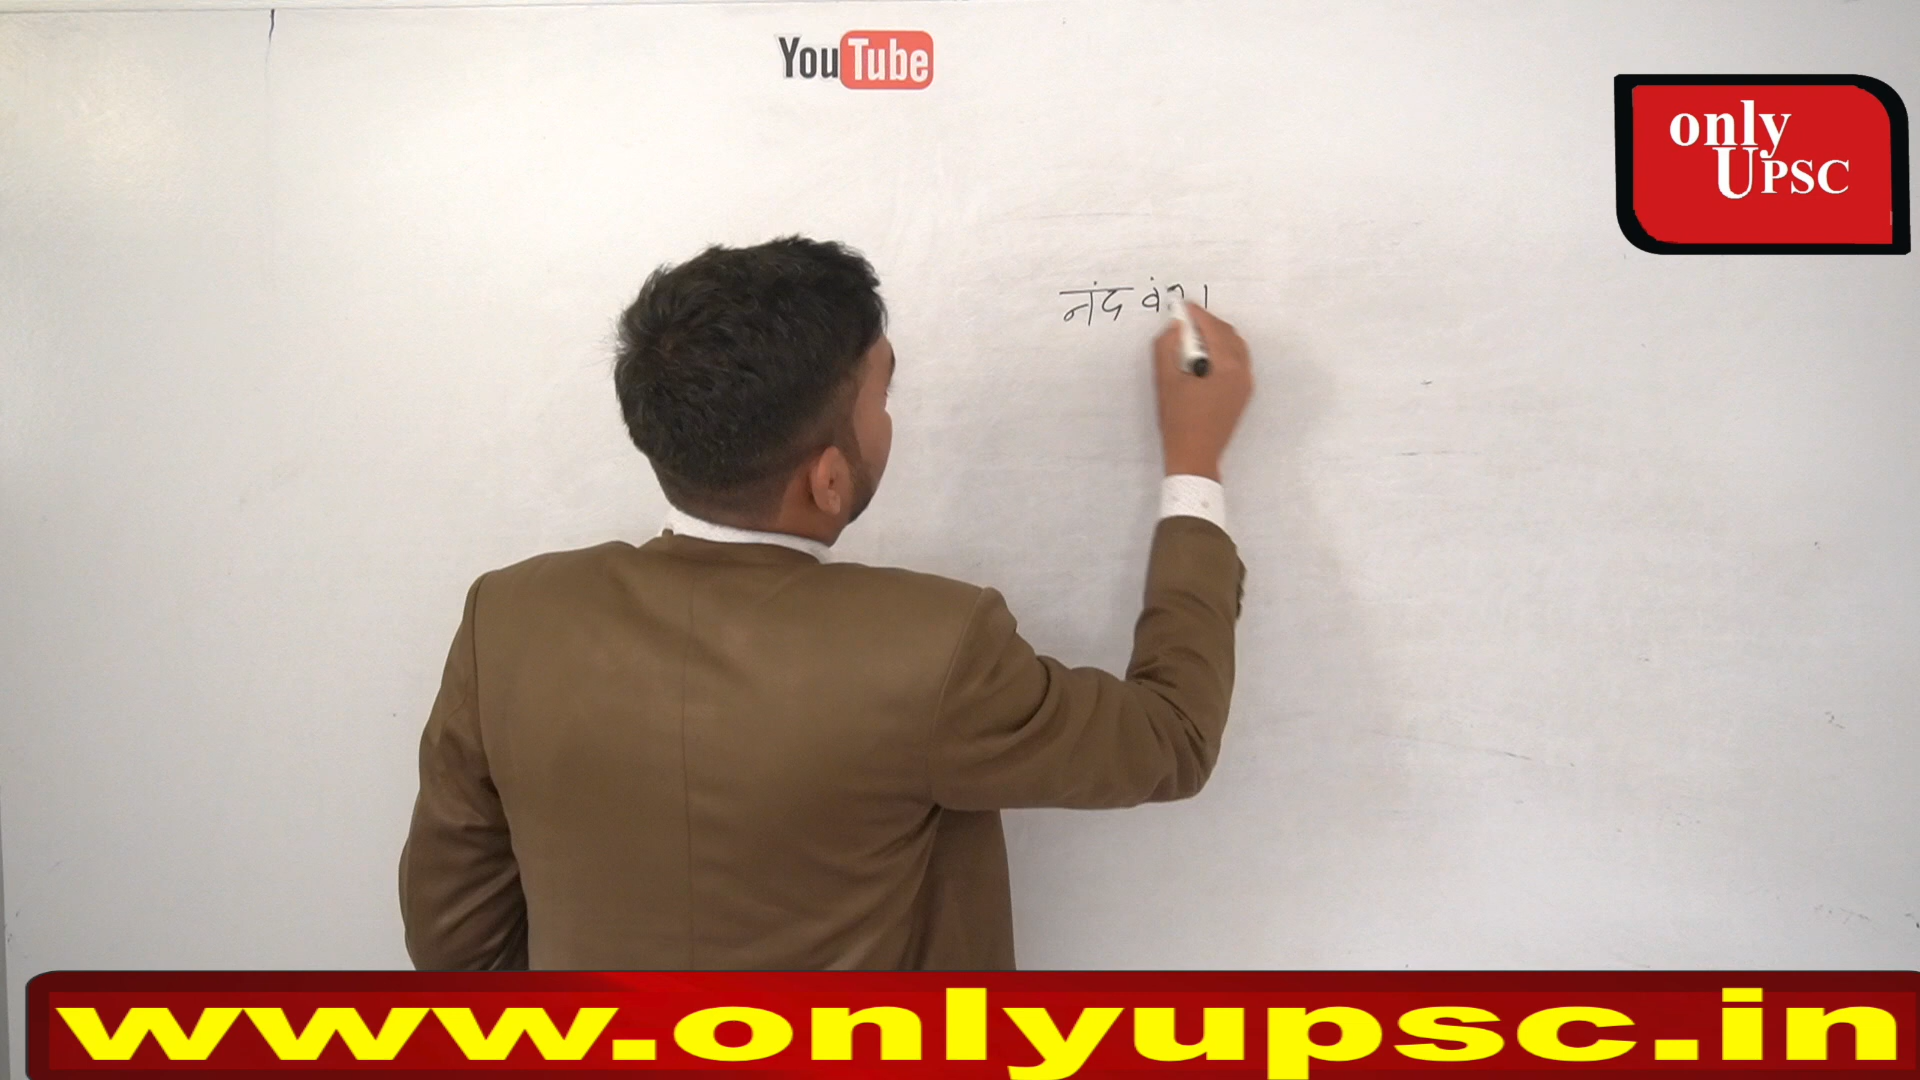 YouTube
only
UPSC
नंद वंश
www.onlyupsc.in